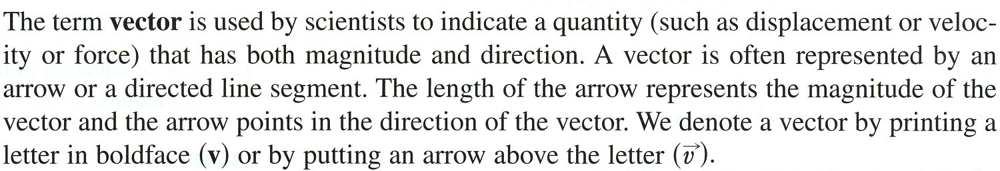 The term vector is used by scientists to indicate a quantity (such as displacement or veloc-
ity or force) that has both magnitude and direction. A vector is often represented by an
arrow or a directed line segment. The length of the arrow represents the magnitude of the
vector and the arrow points in the direction of the vector. We denote a vector by printing a
letter in boldface (v) or by putting an arrow above the letter (v⃗).